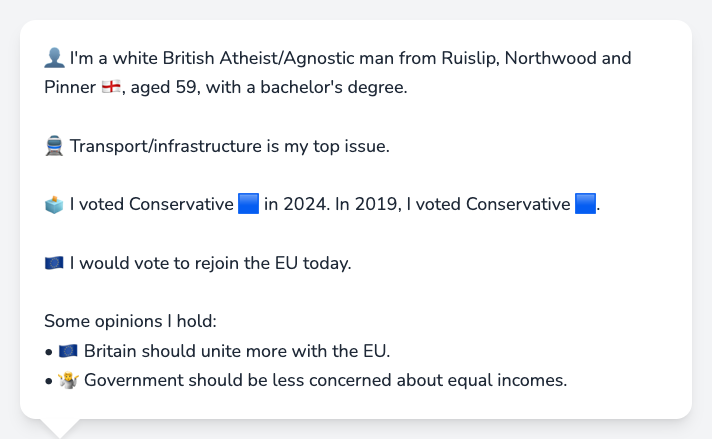 👤 I'm a white British Atheist/Agnostic man from Ruislip, Northwood and
Pinner 🏴󠁧󠁢󠁥󠁮󠁧󠁿, aged 59, with a bachelor's degree.
🚆 Transport/infrastructure is my top issue.
🗳️ I voted Conservative 🟦 in 2024. In 2019, I voted Conservative 🟦.
🇪🇺 I would vote to rejoin the EU today.
Some opinions I hold:
• 🇪🇺 Britain should unite more with the EU.
• 🤷 Government should be less concerned about equal incomes.